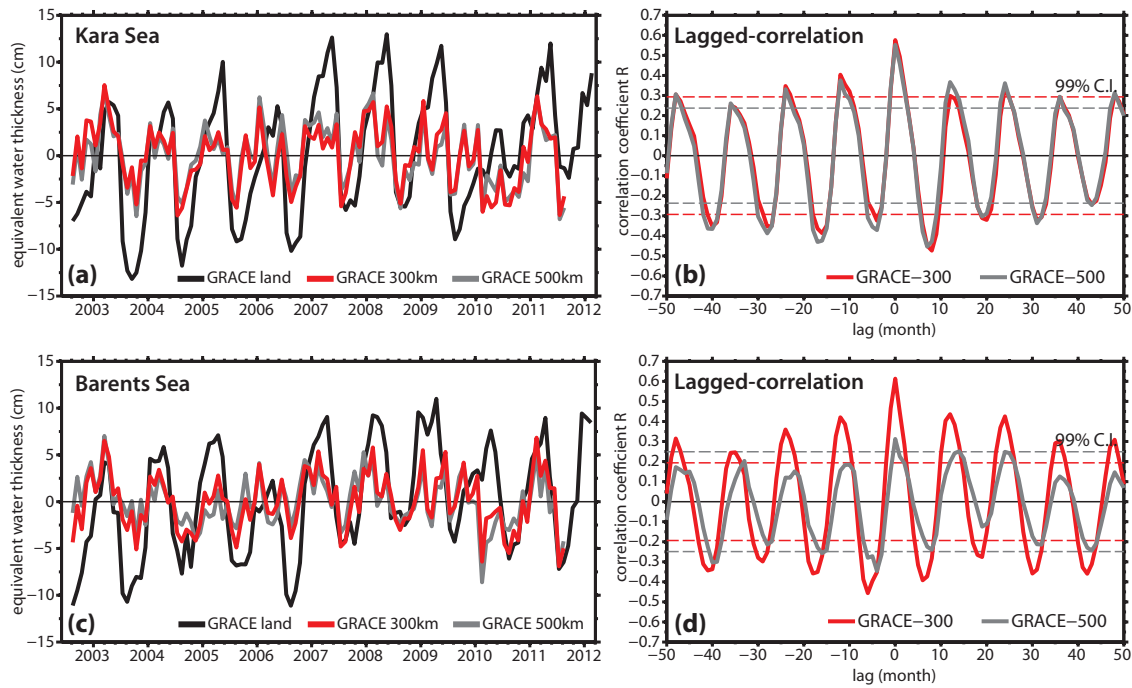 Kara Sea
equivalent water thickness (cm)
15
10
5
0
−5
−10
−15
(a)
GRACE land GRACE 300km GRACE 500km
2003 2004 2005 2006 2007 2008 2009 2010 2011 2012
Lagged-correlation
correlation coefficient R
0.7
0.6
0.5
0.4
0.3
0.2
0.1
0
−0.1
−0.2
−0.3
−0.4
−0.5
−0.6
−0.7
99% C.I.
(b)
GRACE−300 GRACE−500
−50 −40 −30 −20 −10 0 10 20 30 40 50
lag (month)
Barents Sea
equivalent water thickness (cm)
15
10
5
0
−5
−10
−15
(c)
GRACE land GRACE 300km GRACE 500km
2003 2004 2005 2006 2007 2008 2009 2010 2011 2012
Lagged-correlation
correlation coefficient R
0.7
0.6
0.5
0.4
0.3
0.2
0.1
0
−0.1
−0.2
−0.3
−0.4
−0.5
−0.6
−0.7
99% C.I.
(d)
GRACE−300 GRACE−500
−50 −40 −30 −20 −10 0 10 20 30 40 50
lag (month)